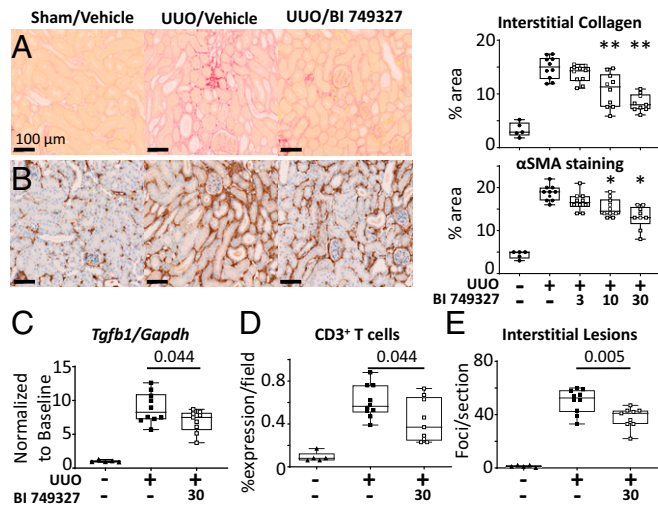 Sham/Vehicle UUO/Vehicle UUO/BI 749327
A
100 µm
B
Interstitial Collagen
** **
20
10
0
% area
αSMA staining
* *
20
10
0
% area
UUO - + + + +
BI 749327 - - 3 10 30
C
Tgfb1/Gapdh
0.044
15
10
5
0
Normalized
to Baseline
UUO - + +
BI 749327 - - 30
D
CD3+ T cells
0.044
0.8
0.4
0
%expression/field
- + +
- - 30
E
Interstitial Lesions
0.005
80
40
0
Foci/section
- + +
- - 30